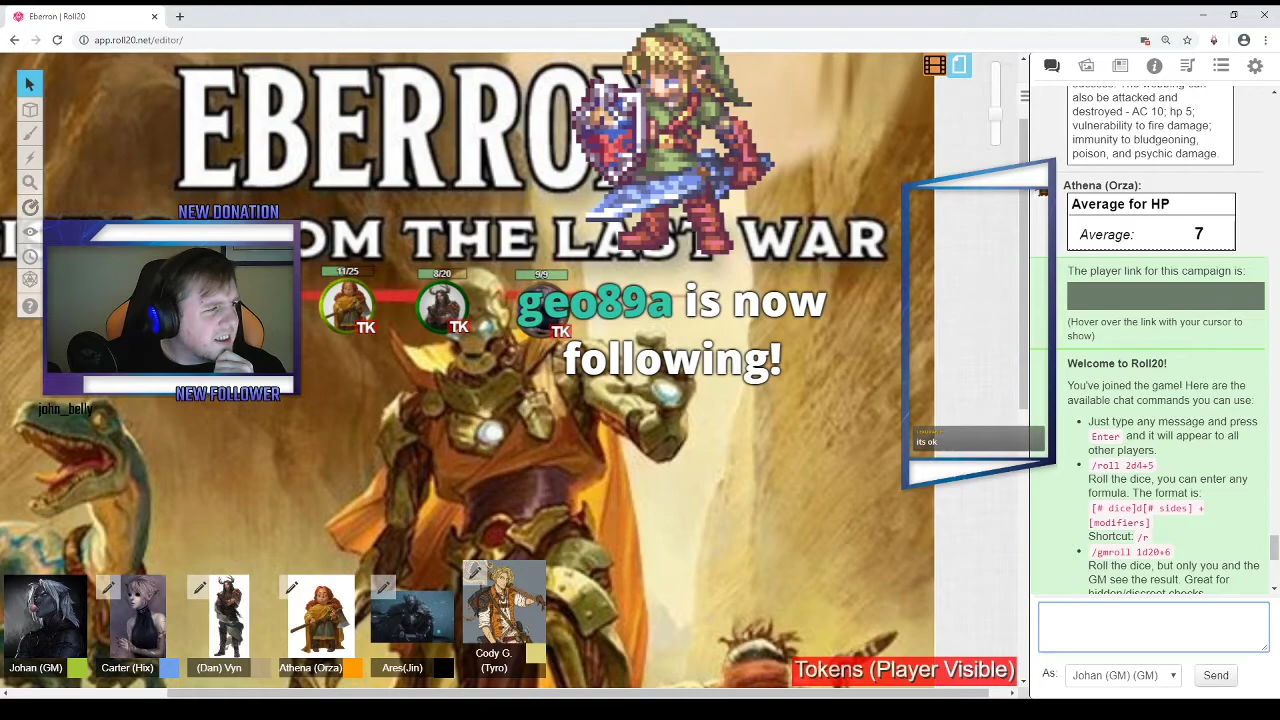 Eberron | Roll20
app.roll20.net/editor/
EBERRO
OM THE LAST WAR
NEW DONATION
11/25
8/20
9/9
TK
TK
TK
geo89a is now
following!
NEW FOLLOWER
john_belly
its ok
Johan (GM)
Carter (Hix)
(Dan) Vyn
Athena (Orza)
Ares(Jin)
Cody G.
(Tyro)
Tokens (Player Visible)
also be attacked and
destroyed - AC 10; hp 5;
vulnerability to fire damage;
immunity to bludgeoning,
poison, and psychic damage.
Athena (Orza):
Average for HP
Average: 7
The player link for this campaign is:
(Hover over the link with your cursor to
show)
Welcome to Roll20!
You've joined the game! Here are the
available chat commands you can use:
Just type any message and press
Enter and it will appear to all
other players.
/roll 2d4+5
Roll the dice, you can enter any
formula. The format is:
[# dice]d[# sides] +
[modifiers]
Shortcut: /r
/gmroll 1d20+6
Roll the dice, but only you and the
GM see the result. Great for
hidden/discreet checks
As: Johan (GM) (GM)
Send